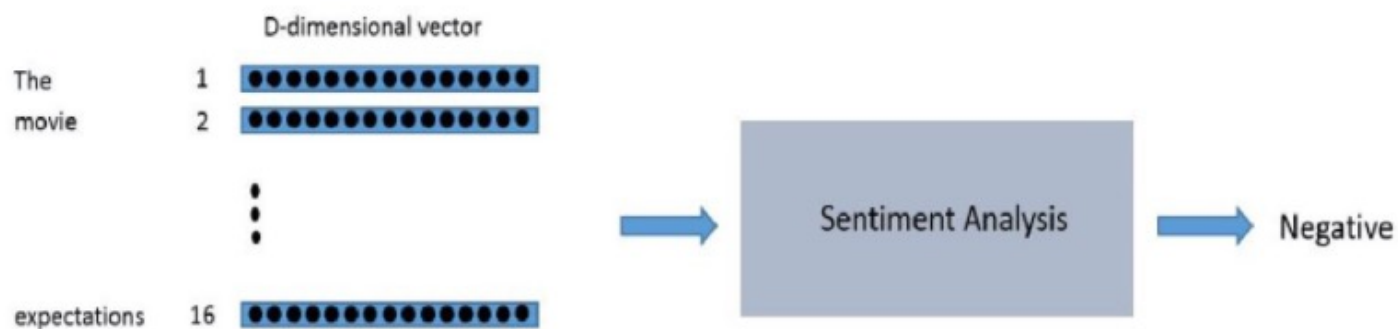 D-dimensional vector
The 1
movie 2
Sentiment Analysis
Negative
expectations 16